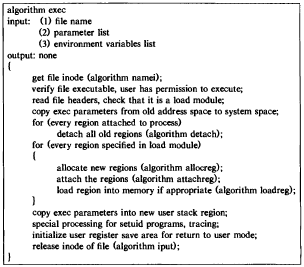 algorithm exec
input: (1) file name
(2) parameter list
(3) environment variables list
output: none
{
get file inode (algorithm namei);
verify file executable, user has permission to execute;
read file headers, check that it is a load module;
copy exec parameters from old address space to system space;
for (every region attached to process)
detach all old regions (algorithm detach);
for (every region specified in load module)
{
allocate new regions (algorithm allocreg);
attach the regions (algorithm attachreg);
load region into memory if appropriate (algorithm loadreg);
}
copy exec parameters into new user stack region;
special processing for setuid programs, tracing;
initialize user register save area for return to user mode;
release inode of file (algorithm iput);
}